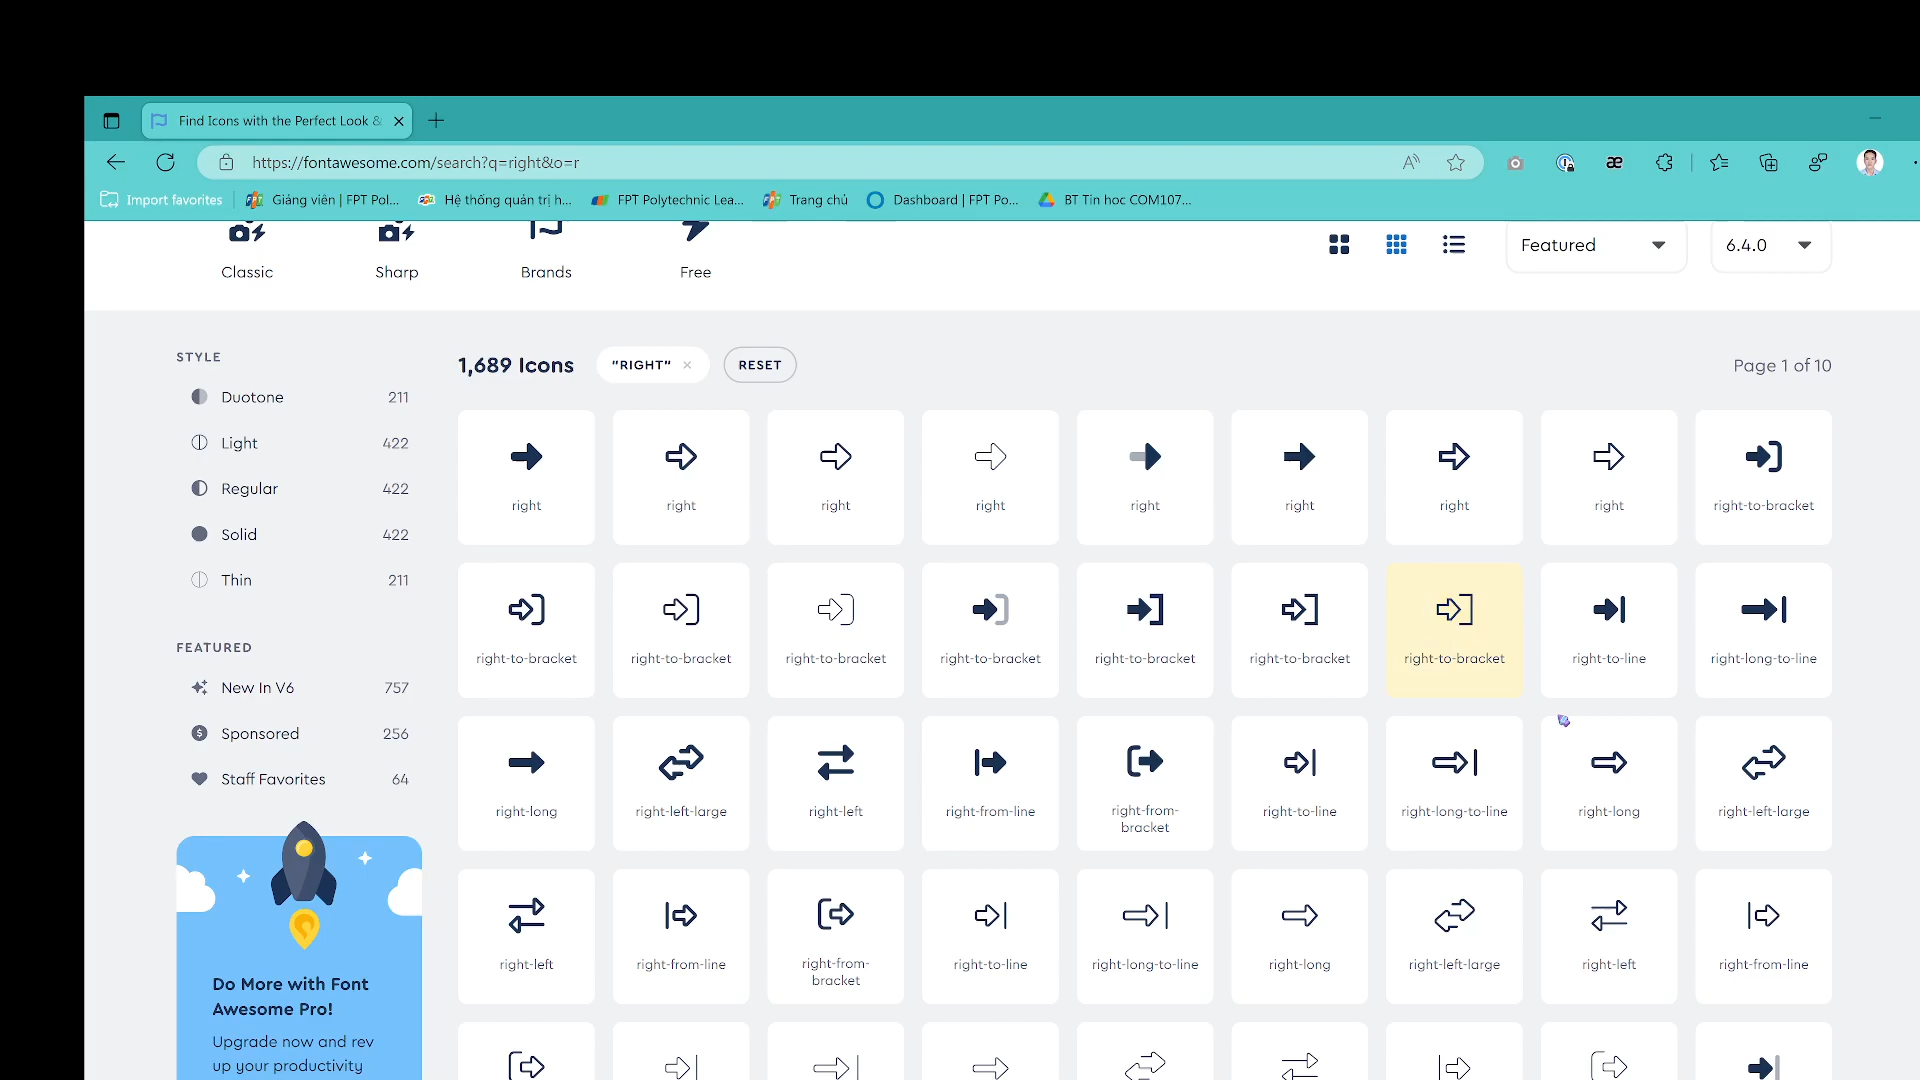 Find Icons with the Perfect Look &
https://fontawesome.com/search?q=right&o=r
Import favorites
Giảng viên | FPT Pol...
Hệ thống quản trị h...
FPT Polytechnic Lea...
Trang chủ
Dashboard | FPT Po...
BT Tin hoc COM107...
Classic
Sharp
Brands
Free
Featured
6.4.0
STYLE
Duotone 211
Light 422
Regular 422
Solid 422
Thin 211
FEATURED
New In V6 757
Sponsored 256
Staff Favorites 64
Do More with Font
Awesome Pro!
Upgrade now and rev
up your productivity
1,689 Icons
"RIGHT" ×
RESET
Page 1 of 10
right
right
right
right
right
right
right
right
right-to-bracket
right-to-bracket
right-to-bracket
right-to-bracket
right-to-bracket
right-to-bracket
right-to-bracket
right-to-bracket
right-to-line
right-long-to-line
right-long
right-left-large
right-left
right-from-line
right-from-
bracket
right-to-line
right-long-to-line
right-long
right-left-large
right-left
right-from-line
right-from-
bracket
right-to-line
right-long-to-line
right-long
right-left-large
right-left
right-from-line